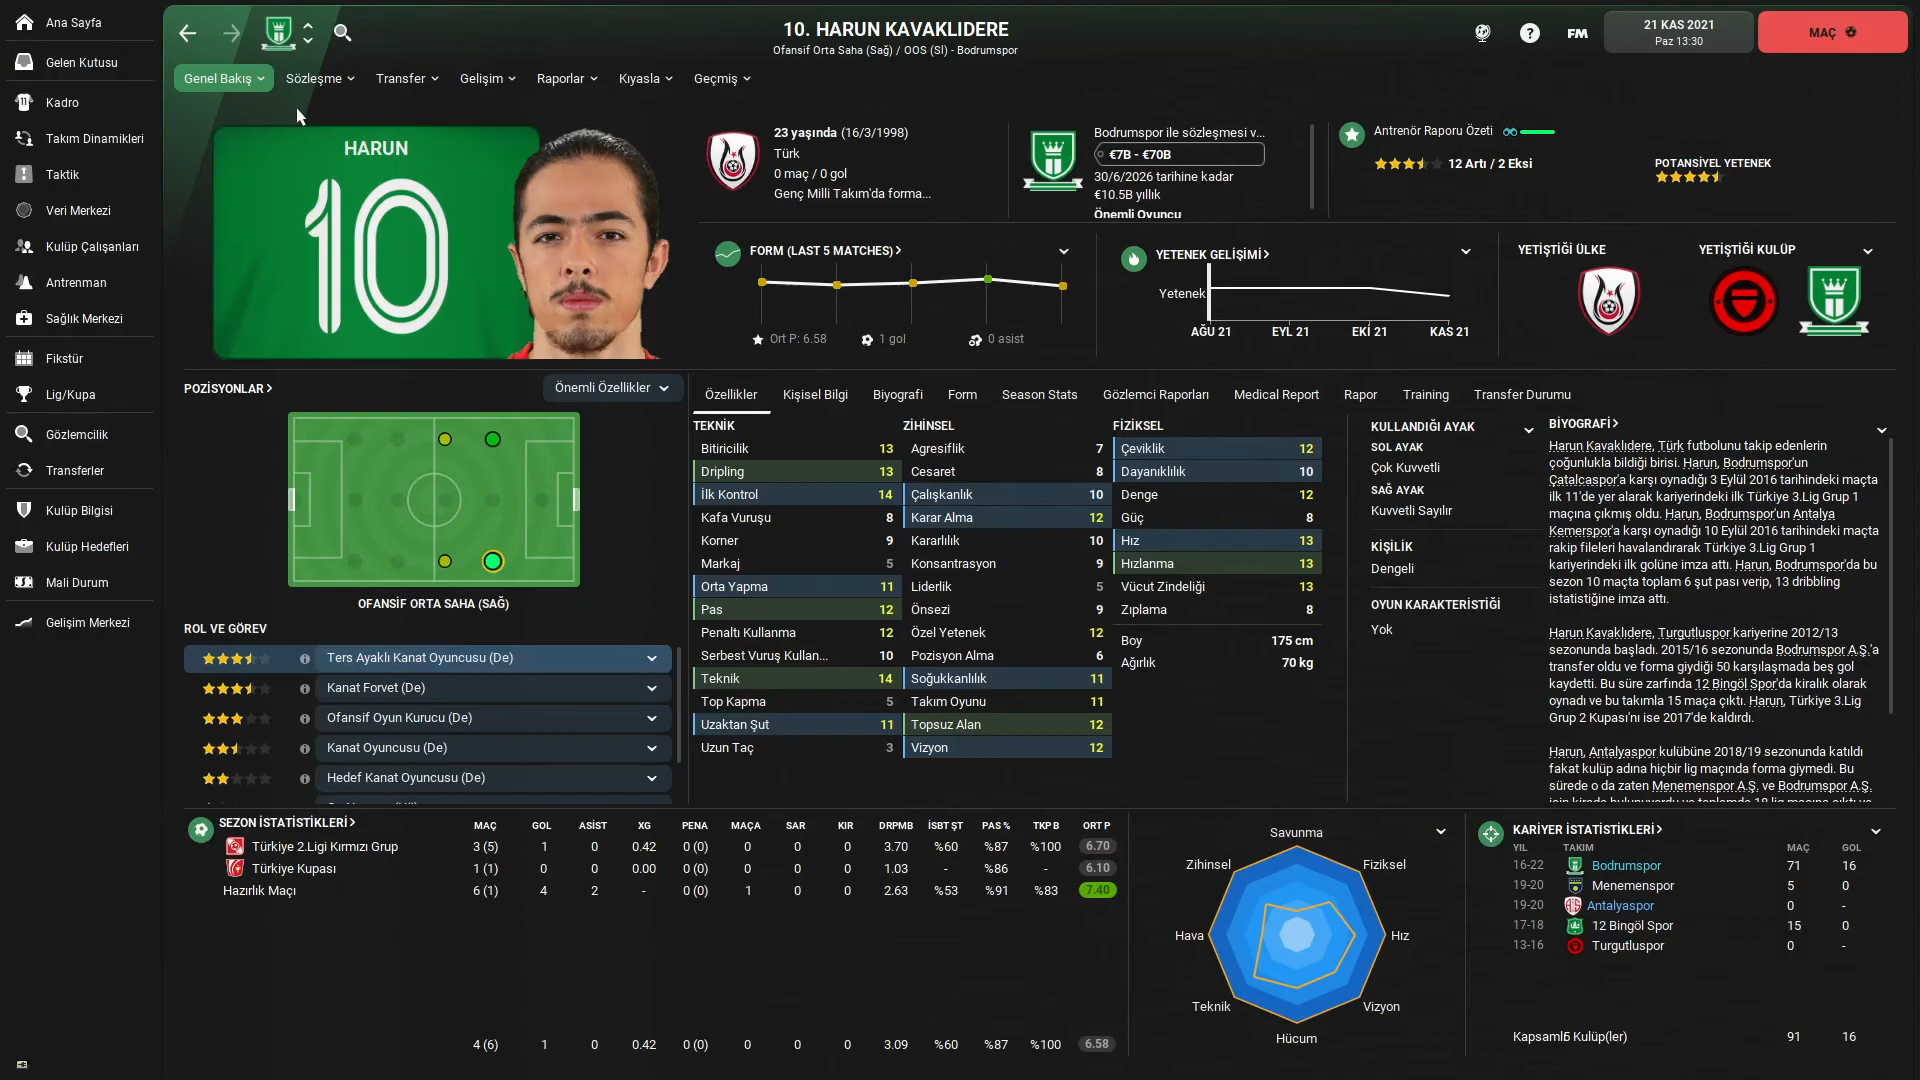 Ana Sayfa
Gelen Kutusu
Kadro
Takım Dinamikleri
Taktik
Veri Merkezi
Kulüp Çalışanları
Antrenman
Sağlık Merkezi
Fikstür
Lig/Kupa
Gözlemcilik
Transferler
Kulüp Bilgisi
Kulüp Hedefleri
Mali Durum
Gelişim Merkezi
10. HARUN KAVAKLIDERE
Ofansif Orta Saha (Sağ) / OOS (Sl) - Bodrumspor
FM
21 KAS 2021
Paz 13:30
MAÇ
Genel Bakış
Sözleşme
Transfer
Gelişim
Raporlar
Kıyasla
Geçmiş
HARUN
10
23 yaşında (16/3/1998)
Türk
0 maç / 0 gol
Genç Milli Takım'da forma...
Bodrumspor ile sözleşmesi v...
€7B - €70B
30/6/2026 tarihine kadar
€10.5B yıllık
Önemli Oyuncu
Antrenör Raporu Özeti
12 Artı / 2 Eksi
POTANSİYEL YETENEK
FORM (LAST 5 MATCHES)
Ort P: 6.58
1 gol
0 asist
YETENEK GELİŞİMİ
Yetenek
AĞU 21 EYL 21 EKİ 21 KAS 21
YETİŞTİĞİ ÜLKE
YETİŞTİĞİ KULÜP
POZİSYONLAR
Önemli Özellikler
OFANSİF ORTA SAHA (SAĞ)
ROL VE GÖREV
Ters Ayaklı Kanat Oyuncusu (De)
Kanat Forvet (De)
Ofansif Oyun Kurucu (De)
Kanat Oyuncusu (De)
Hedef Kanat Oyuncusu (De)
Özellikler Kişisel Bilgi Biyografi Form Season Stats Gözlemci Raporları Medical Report Rapor Training Transfer Durumu
TEKNİK
Bitiricilik 13
Dripling 13
İlk Kontrol 14
Kafa Vuruşu 8
Korner 9
Markaj 5
Orta Yapma 11
Pas 12
Penaltı Kullanma 12
Serbest Vuruş Kullan... 10
Teknik 14
Top Kapma 5
Uzaktan Şut 11
Uzun Taç 3
ZİHİNSEL
Agresiflik 7
Cesaret 8
Çalışkanlık 10
Karar Alma 12
Kararlılık 10
Konsantrasyon 9
Liderlik 5
Önsezi 9
Özel Yetenek 12
Pozisyon Alma 6
Soğukkanlılık 11
Takım Oyunu 11
Topsuz Alan 12
Vizyon 12
FİZİKSEL
Çeviklik 12
Dayanıklılık 10
Denge 12
Güç 8
Hız 13
Hızlanma 13
Vücut Zindeliği 13
Zıplama 8
Boy 175 cm
Ağırlık 70 kg
KULLANDIĞI AYAK
SOL AYAK
Çok Kuvvetli
SAĞ AYAK
Kuvvetli Sayılır
KİŞİLİK
Dengeli
OYUN KARAKTERİSTİĞİ
Yok
BİYOGRAFİ
Harun Kavaklıdere, Türk futbolunu takip edenlerin
çoğunlukla bildiği birisi. Harun, Bodrumspor'un
Çatalcaspor'a karşı oynadığı 3 Eylül 2016 tarihindeki maçta
ilk 11'de yer alarak kariyerindeki ilk Türkiye 3.Lig Grup 1
maçına çıkmış oldu. Harun, Bodrumspor'un Antalya
Kemerspor'a karşı oynadığı 10 Eylül 2016 tarihindeki maçta
rakip fileleri havalandırarak Türkiye 3.Lig Grup 1
kariyerindeki ilk golüne imza attı. Harun, Bodrumspor'da bu
sezon 10 maçta toplam 6 şut pası verip, 13 dribbling
istatistiğine imza attı.
Harun Kavaklıdere, Turgutluspor kariyerine 2012/13
sezonunda başladı. 2015/16 sezonunda Bodrumspor A.Ş.'a
transfer oldu ve forma giydiği 50 karşılaşmada beş gol
kaydetti. Bu süre zarfında 12 Bingöl Spor'da kiralık olarak
oynadı ve bu takımla 15 maça çıktı. Harun, Türkiye 3.Lig
Grup 2 Kupası'nı ise 2017'de kaldırdı.
Harun, Antalyaspor kulübüne 2018/19 sezonunda katıldı
fakat kulüp adına hiçbir lig maçında forma giymedi. Bu
sürede o da zaten Menemenspor A.Ş. ve Bodrumspor A.Ş.
SEZON İSTATİSTİKLERİ MAÇ GOL ASİST XG PENA MAÇA SAR KIR DRPMB İSBT ŞT PAS % TKP B ORT P
Türkiye 2.Ligi Kırmızı Grup 3 (5) 1 0 0.42 0 (0) 0 0 0 3.70 %60 %87 %100 6.70
Türkiye Kupası 1 (1) 0 0 0.00 0 (0) 0 0 0 1.03 - %86 - 6.10
Hazırlık Maçı 6 (1) 4 2 - 0 (0) 1 0 0 2.63 %53 %91 %83 7.40
4 (6) 1 0 0.42 0 (0) 0 0 0 3.09 %60 %87 %100 6.58
Savunma
Fiziksel
Hız
Vizyon
Hücum
Teknik
Hava
Zihinsel
KARİYER İSTATİSTİKLERİ
YIL TAKIM MAÇ GOL
16-22 Bodrumspor 71 16
19-20 Menemenspor 5 0
19-20 Antalyaspor 0 -
17-18 12 Bingöl Spor 15 0
13-16 Turgutluspor 0 -
Kulüp(ler) 91 16